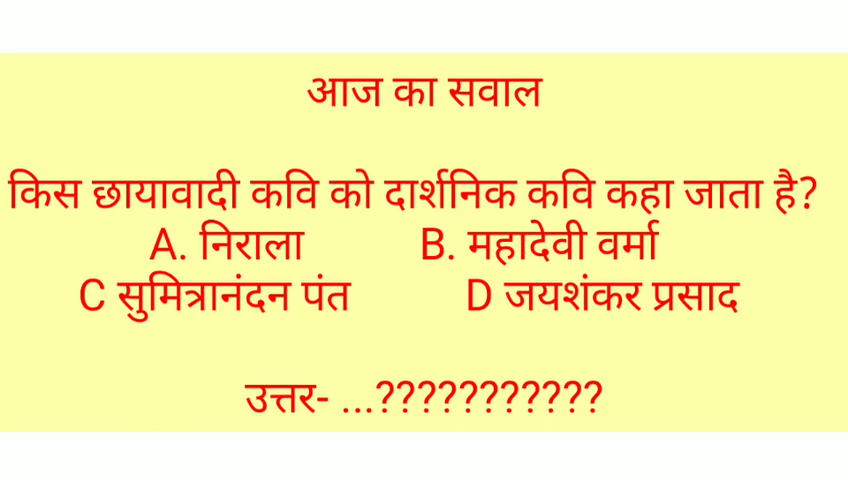 आज का सवाल
किस छायावादी कवि को दार्शनिक कवि कहा जाता है?
A. निराला B. महादेवी वर्मा
C सुमित्रानंदन पंत D जयशंकर प्रसाद
उत्तर- ...???????????